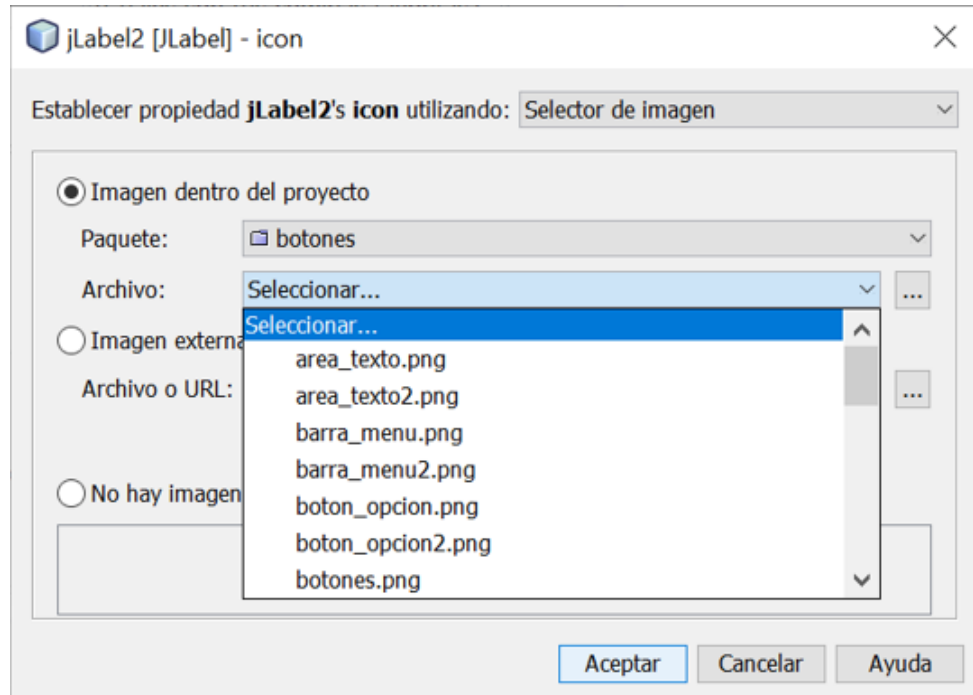 jLabel2 [JLabel] - icon
Establecer propiedad jLabel2's icon utilizando: Selector de imagen
Imagen dentro del proyecto
Paquete: botones
Archivo: Seleccionar... ...
Seleccionar...
Imagen externa
area_texto.png
Archivo o URL: area_texto2.png ...
barra_menu.png
barra_menu2.png
No hay imagen boton_opcion.png
boton_opcion2.png
botones.png
Aceptar Cancelar Ayuda